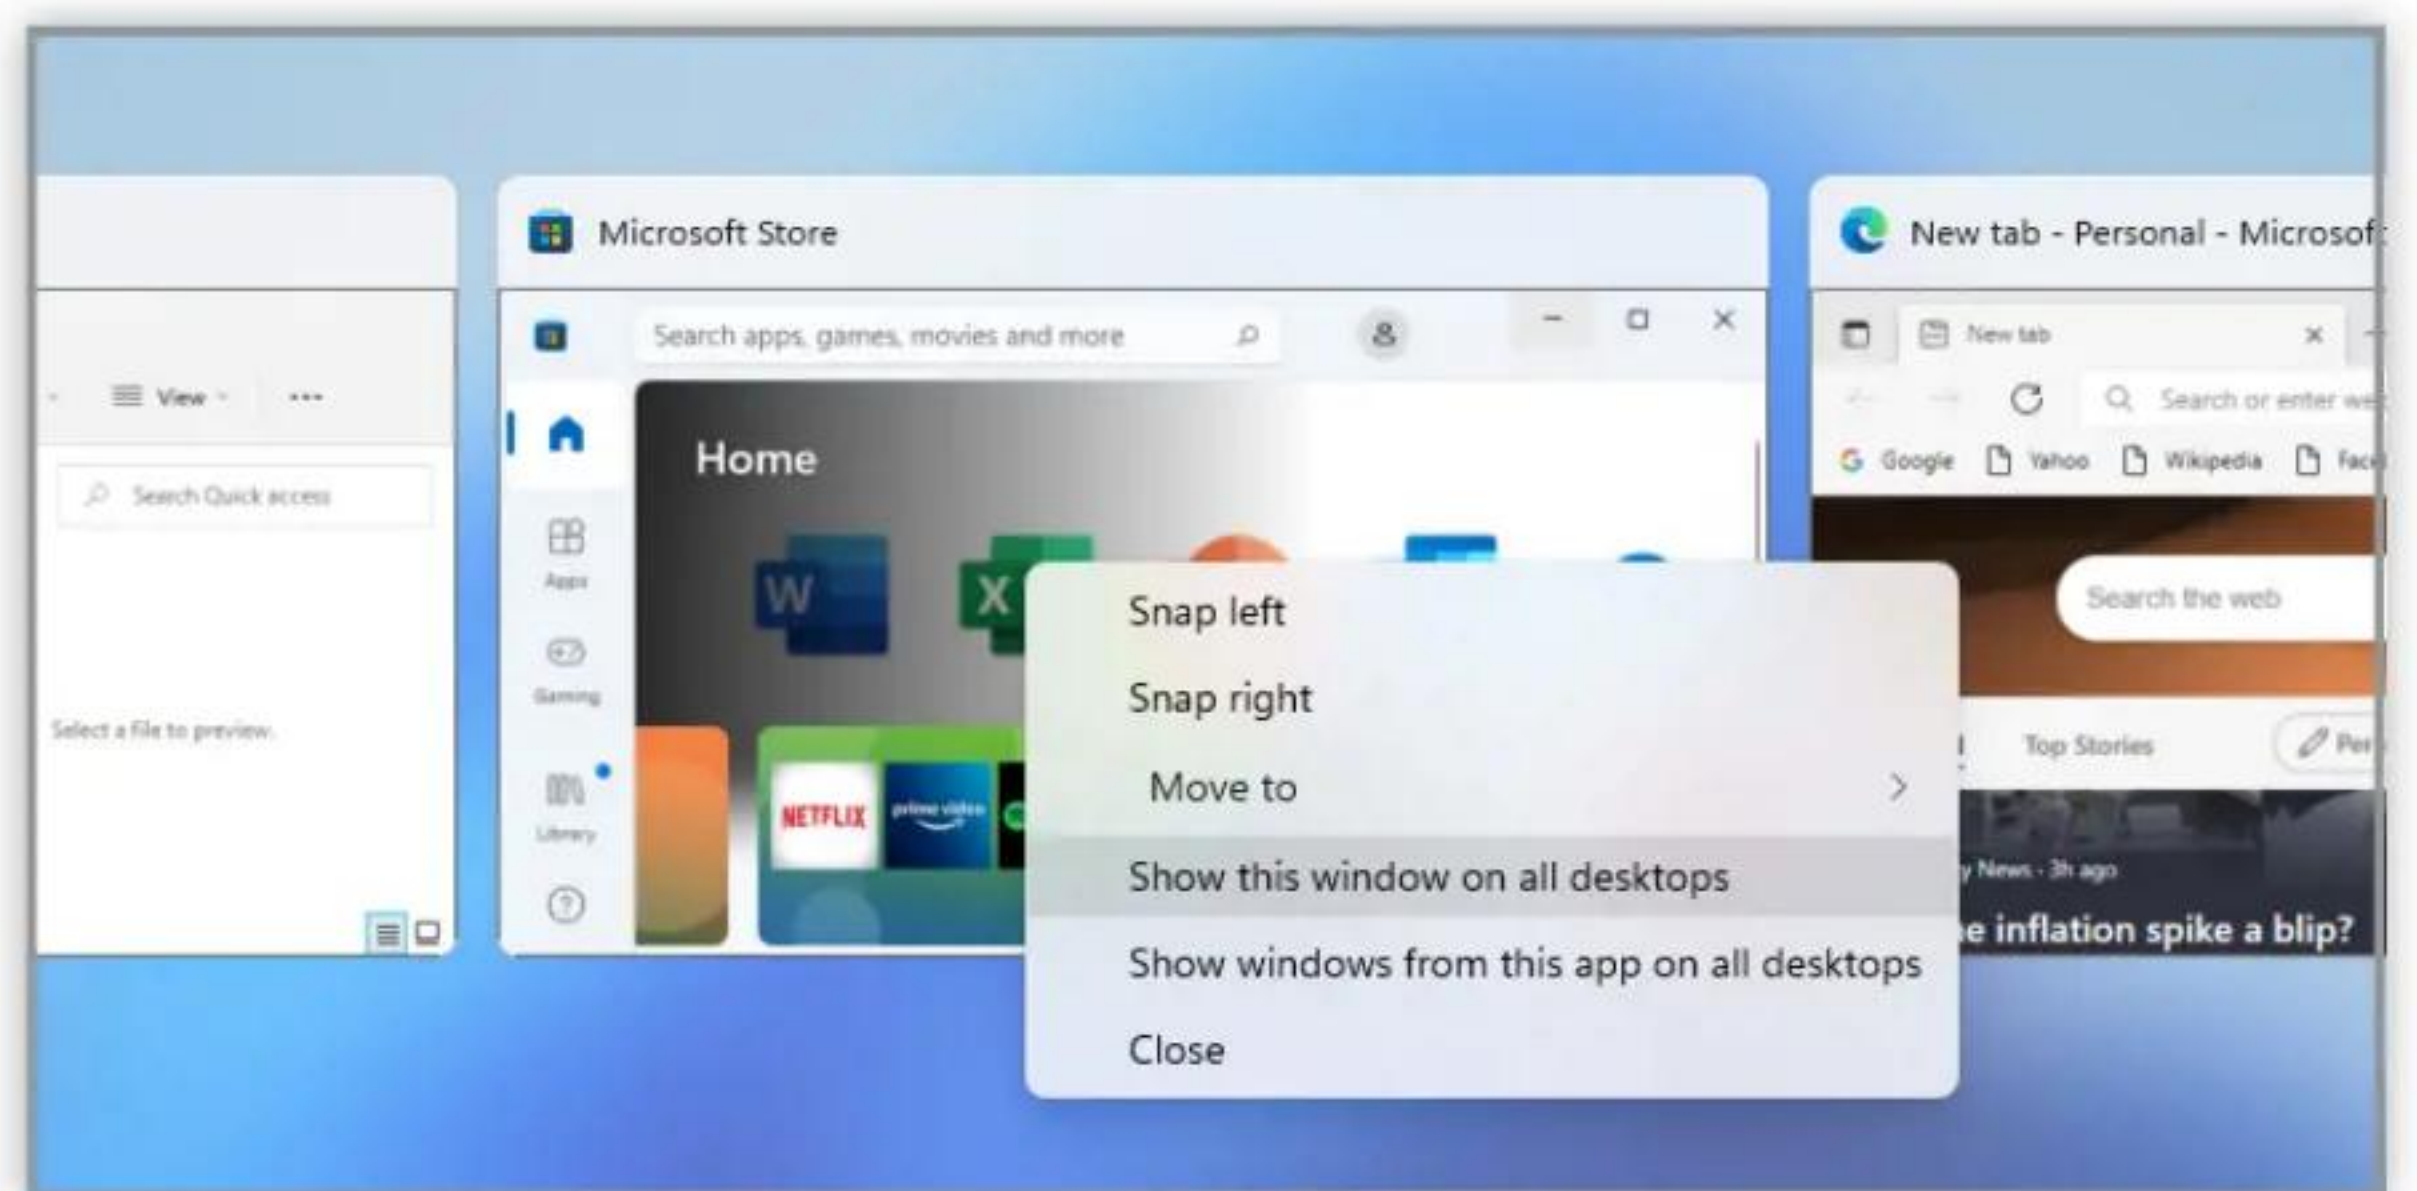 Microsoft Store
New tab - Personal - Microsof
Search apps, games, movies and more
New tab
View
Search or enter we
Home
Google
Yahoo
Wikipedia
Search Quick access
Apps
W
X
Search the web
Snap left
Gaming
Snap right
Select a file to preview.
Top Stories
Per
Move to
NETFLIX
prime video
Library
Show this window on all desktops
y News · 3h ago
e inflation spike a blip?
Show windows from this app on all desktops
Close